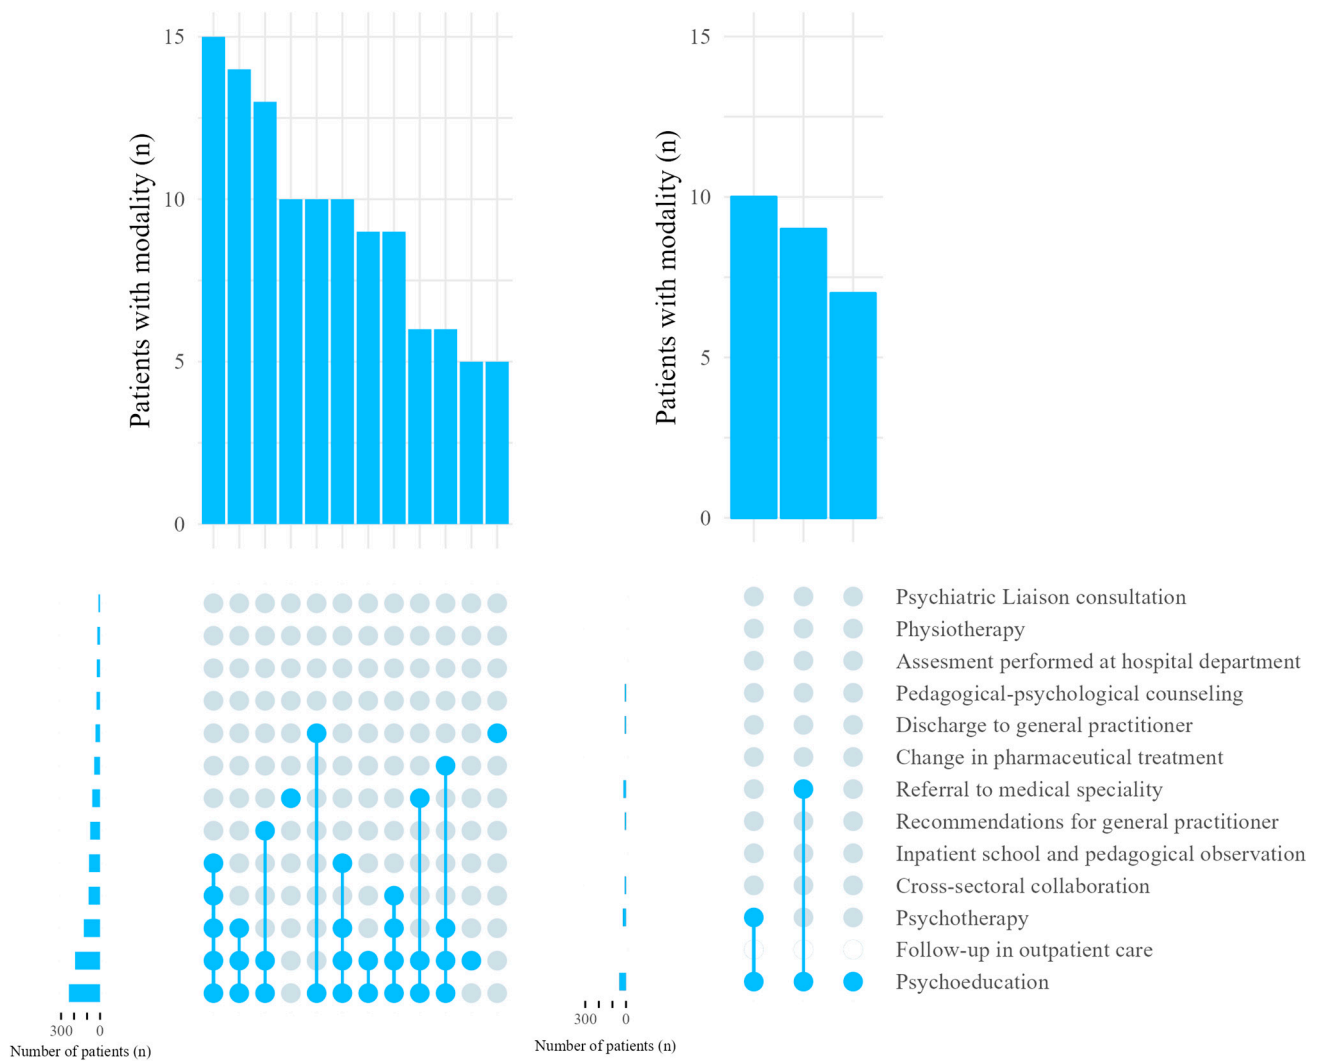 15
10
5
0
Patients with modality (n)
300 0
Number of patients (n)
15
10
5
0
Patients with modality (n)
Psychiatric Liaison consultation
Physiotherapy
Assesment performed at hospital department
Pedagogical-psychological counseling
Discharge to general practitioner
Change in pharmaceutical treatment
Referral to medical speciality
Recommendations for general practitioner
Inpatient school and pedagogical observation
Cross-sectoral collaboration
Psychotherapy
Follow-up in outpatient care
Psychoeducation
300 0
Number of patients (n)